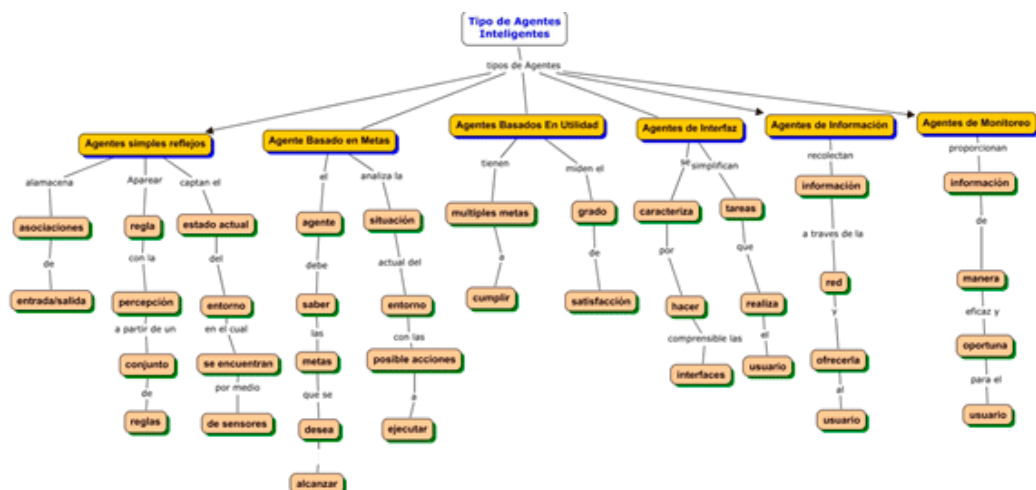 Tipo de Agentes
Inteligentes
tipos de Agentes
Agentes simples reflejos
alamacena
asociaciones
de
entrada/salida
Aparear
regla
con la
percepción
a partir de un
conjunto
de
reglas
captan el
estado actual
del
entorno
en el cual
se encuentran
por medio
de sensores
Agente Basado en Metas
el
agente
debe
saber
las
metas
que se
desea
alcanzar
analiza la
situación
actual del
entorno
con las
posible acciones
a
ejecutar
Agentes Basados En Utilidad
tienen
multiples metas
a
cumplir
miden el
grado
de
satisfacción
Agentes de Interfaz
se
caracteriza
por
hacer
comprensible las
interfaces
simplifican
tareas
que
realiza
el
usuario
Agentes de Información
recolectan
información
a traves de la
red
y
ofrecerla
al
usuario
Agentes de Monitoreo
proporcionan
información
de
manera
eficaz y
oportuna
para el
usuario